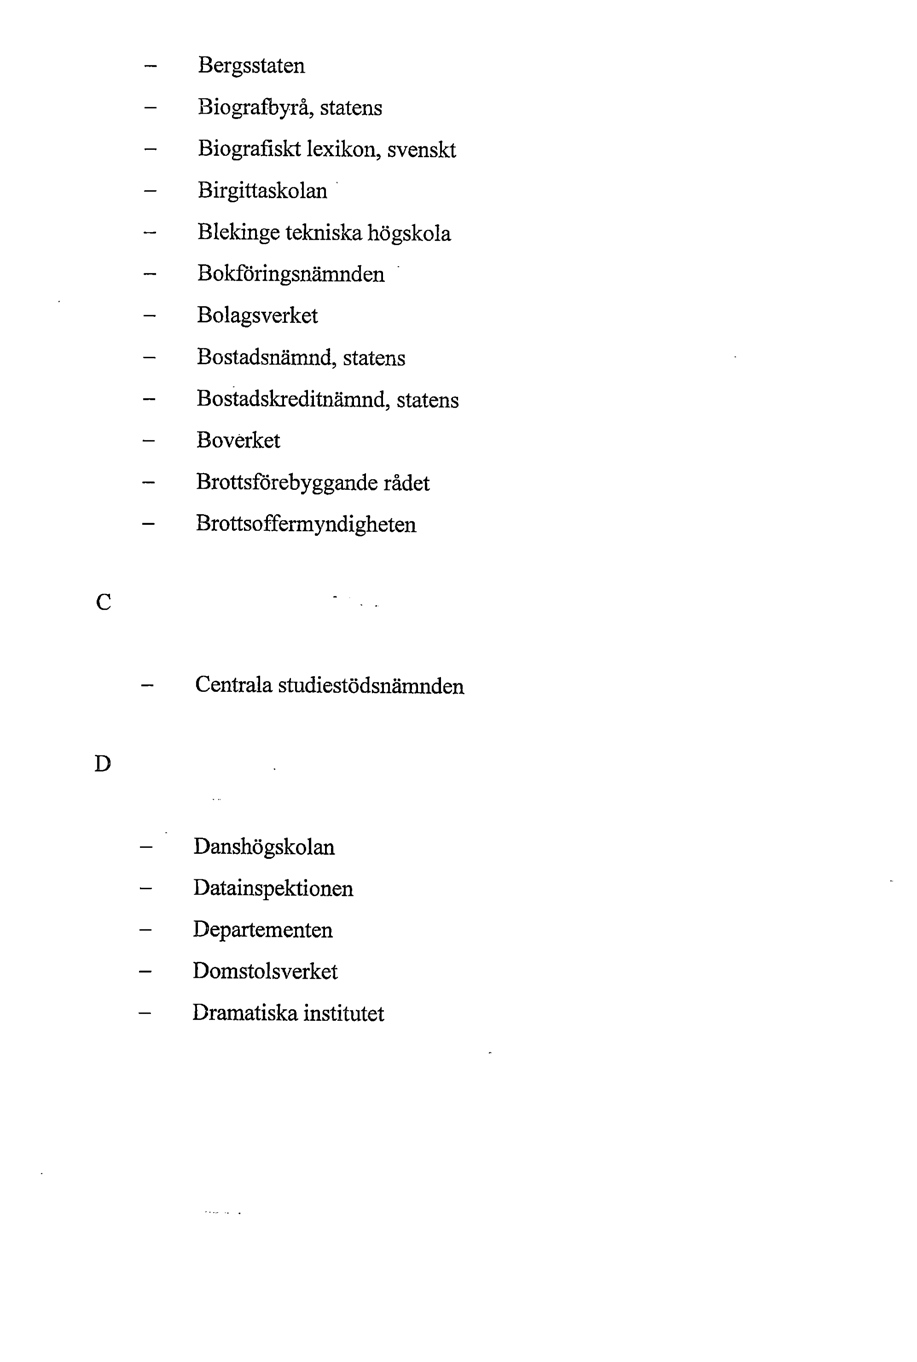 – Bergsstaten
– Biografbyrå, statens
– Biografiskt lexikon, svenskt
– Birgittaskolan
– Blekinge tekniska högskola
– Bokföringsnämnden
– Bolagsverket
– Bostadsnämnd, statens
– Bostadskreditnämnd, statens
– Boverket
– Brottsförebyggande rådet
– Brottsoffermyndigheten
C
– Centrala studiestödsnämnden
D
– Danshögskolan
– Datainspektionen
– Departementen
– Domstolsverket
– Dramatiska institutet